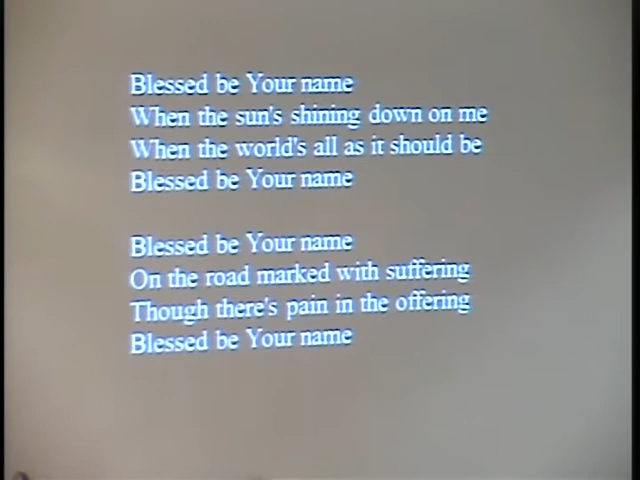 Blessed be Your name
When the sun's shining down on me
When the world's all as it should be
Blessed be Your name
Blessed be Your name
On the road marked with suffering
Though there's pain in the offering
Blessed be Your name